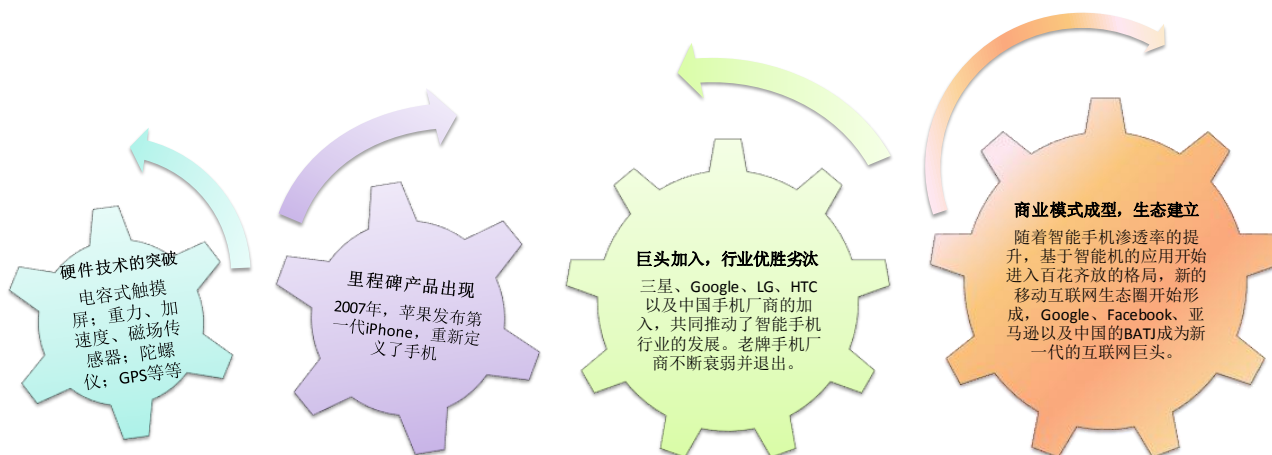 硬件技术的突破
电容式触摸
屏；重力、加
速度、磁场传
感器；陀螺
仪；GPS等等
里程碑产品出现
2007年，苹果发布第
一代iPhone，重新定
义了手机
巨头加入，行业优胜劣汰
三星、Google、LG、HTC
以及中国手机厂商的加
入，共同推动了智能手机
行业的发展。老牌手机厂
商不断衰弱并退出。
商业模式成型，生态建立
随着智能手机渗透率的提
升，基于智能机的应用开始
进入百花齐放的格局，新的
移动互联网生态圈开始形
成，Google、Facebook、亚
马逊以及中国的BATJ成为新
一代的互联网巨头。